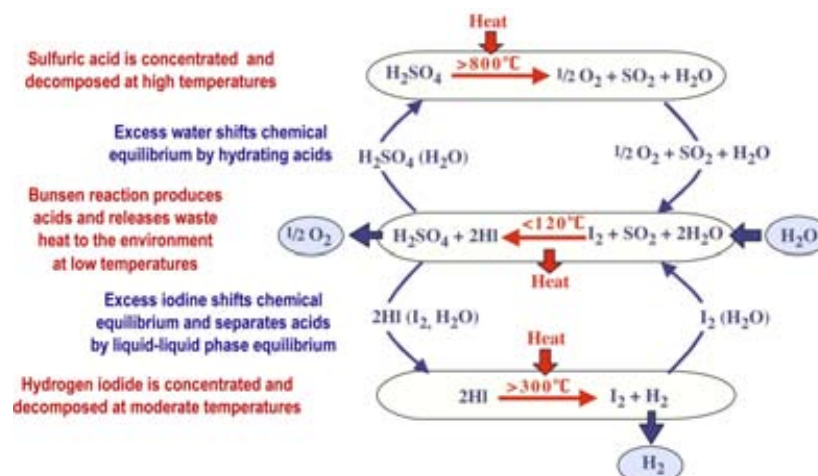 Heat
Sulfuric acid is concentrated and
decomposed at high temperatures
H₂SO₄ >800℃ 1/2 O₂ + SO₂ + H₂O
Excess water shifts chemical
equilibrium by hydrating acids
H₂SO₄ (H₂O)
1/2 O₂ + SO₂ + H₂O
Bunsen reaction produces
acids and releases waste
heat to the environment
at low temperatures
1/2 O₂
H₂SO₄ + 2HI <120℃ I₂ + SO₂ + 2H₂O
H₂O
Heat
Excess iodine shifts chemical
equilibrium and separates acids
by liquid-liquid phase equilibrium
2HI (I₂, H₂O)
I₂ (H₂O)
Heat
Hydrogen iodide is concentrated and
decomposed at moderate temperatures
2HI >300℃ I₂ + H₂
H₂